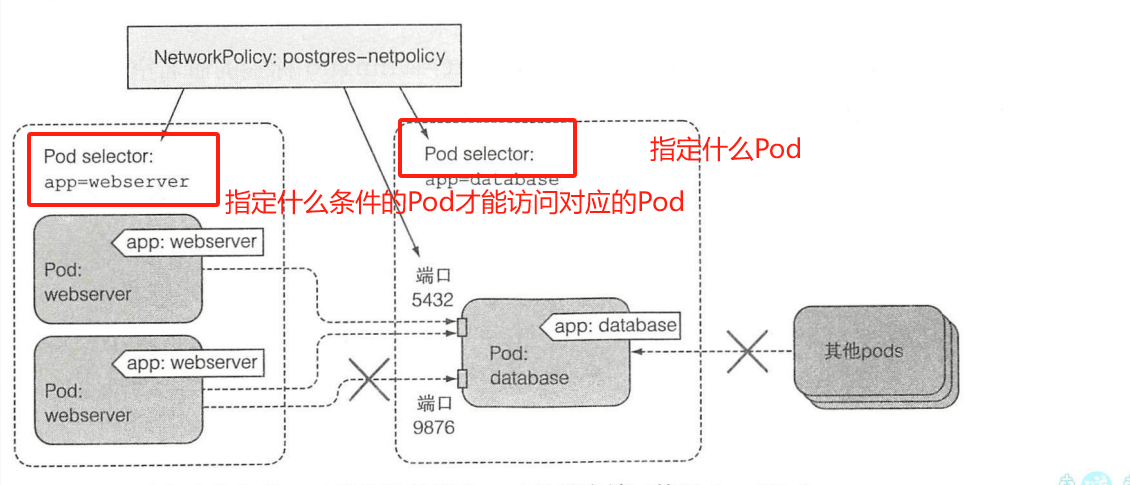 NetworkPolicy: postgres-netpolicy
Pod selector:
app=webserver
Pod selector:
app=database
指定什么Pod
指定什么条件的Pod才能访问对应的Pod
app: webserver
Pod:
webserver
端口
5432
app: database
Pod:
database
其他pods
app: webserver
Pod:
webserver
端口
9876